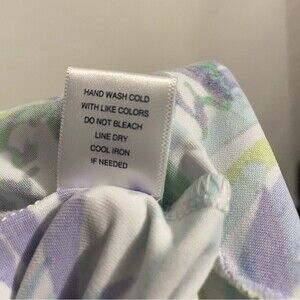 HAND WASH COLD
WITH LIKE COLORS
DO NOT BLEACH
LINE DRY
COOL IRON
IF NEEDED